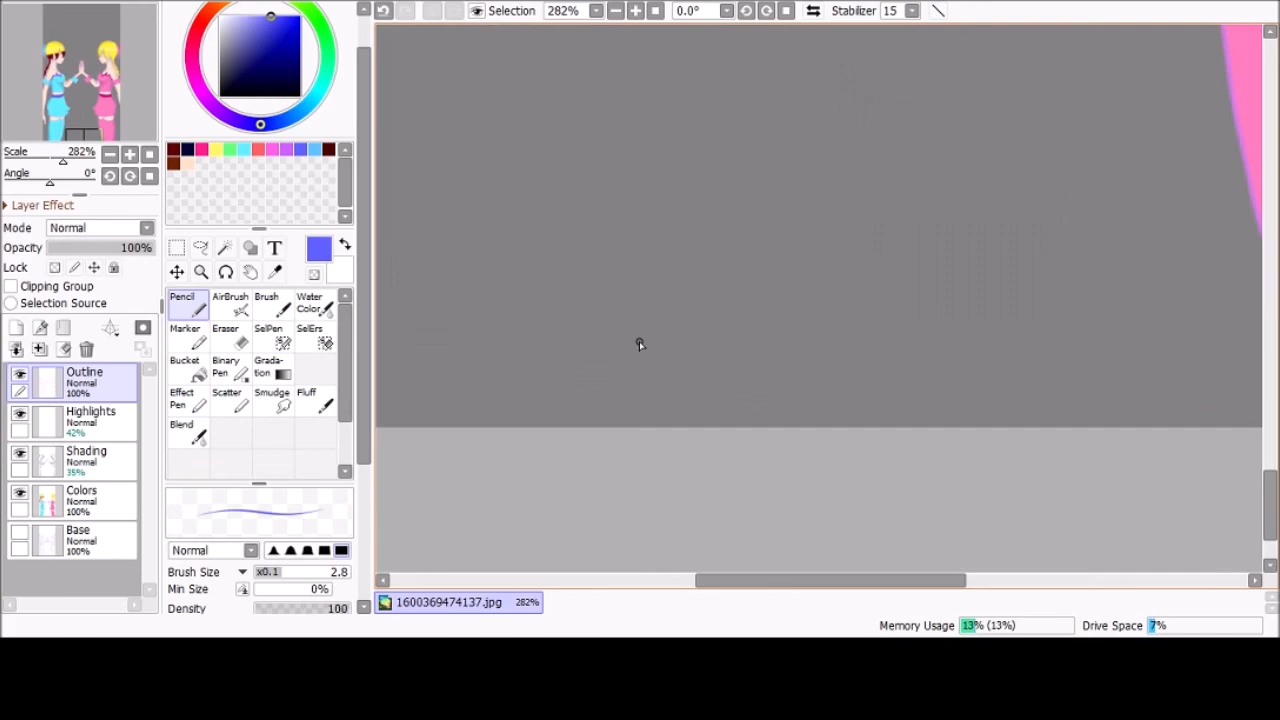 Selection 282% 0.0° Stabilizer 15
Scale 282%
Angle 0°
Layer Effect
Mode Normal
Opacity 100%
Lock
Clipping Group
Selection Source
Outline
Normal
100%
Highlights
Normal
42%
Shading
Normal
35%
Colors
Normal
100%
Base
Normal
100%
T
Pencil AirBrush Brush Water
Color
Marker Eraser SelPen SelErs
Bucket Binary Grada-
Pen tion
Effect Scatter Smudge Fluff
Pen
Blend
Normal
Brush Size x0.1 2.8
Min Size 0%
Density 100
1600369474137.jpg 282%
Memory Usage 13% (13%) Drive Space 7%